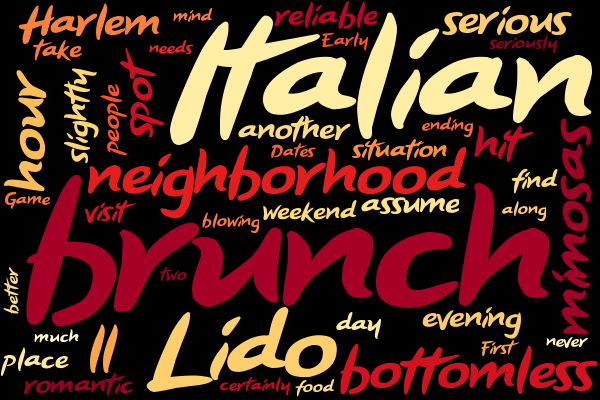 Harlem
mind
reliable
serious
take
needs
Early
seriously
Italian
hour
slightly
people
spot
another
ending
hit
Dates
situation
neighborhood
find
mimosas
Game
visit
blowing
weekend
assume
along
brunch
two
better
much
ll
Lido
day
evening
never
place
First
romantic
certainly
food
bottomless